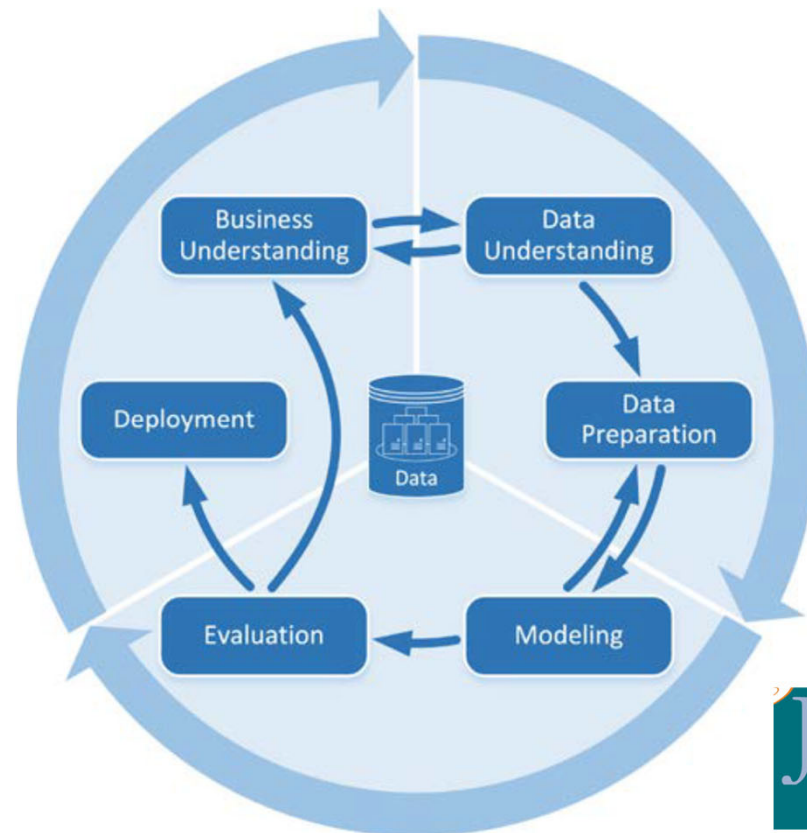 Business
Understanding
Data
Understanding
Deployment
Data
Preparation
Data
Evaluation
Modeling
J